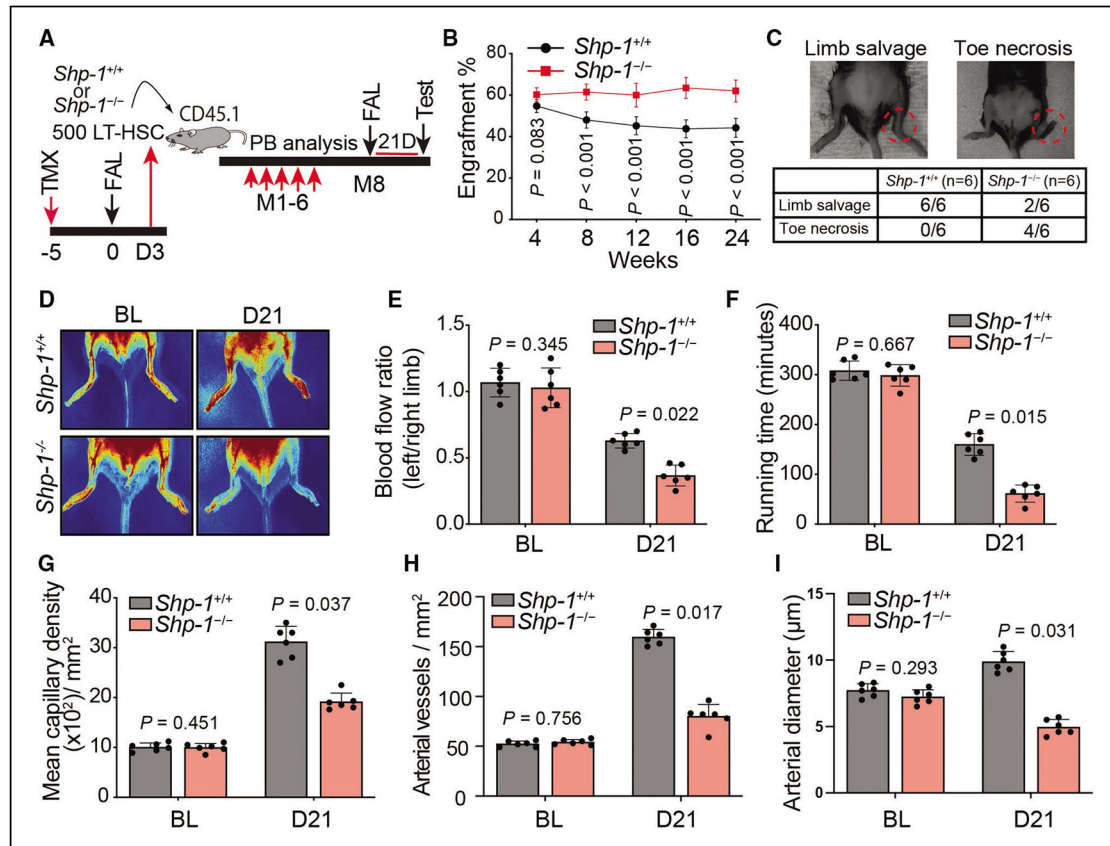 A
Shp-1+/+
or
Shp-1−/−
500 LT-HSC
CD45.1
TMX
FAL
-5
0
D3
PB analysis
M1-6
FAL
21D
Test
M8
B
Shp-1+/+
Shp-1−/−
Engrafment %
80
60
40
20
0
P = 0.083
P < 0.001
P < 0.001
P < 0.001
P < 0.001
4 8 12 16 24
Weeks
C
Limb salvage Toe necrosis
Shp-1+/+ (n=6) Shp-1−/− (n=6)
Limb salvage 6/6 2/6
Toe necrosis 0/6 4/6
D
BL D21
Shp-1+/+
Shp-1-/-
E
Shp-1+/+
Shp-1−/−
Blood flow ratio
(left/right limb)
1.5
1.0
0.5
0.0
P = 0.345
P = 0.022
BL D21
F
Shp-1+/+
Shp-1−/−
Running time (minutes)
400
300
200
100
0
P = 0.667
P = 0.015
BL D21
G
Shp-1+/+
Shp-1−/−
Mean capillary density
(x10²)/ mm²
40
30
20
10
0
P = 0.451
P = 0.037
BL D21
H
Shp-1+/+
Shp-1−/−
Arterial vessels / mm²
200
150
100
50
0
P = 0.756
P = 0.017
BL D21
I
Shp-1+/+
Shp-1−/−
Arterial diameter (µm)
15
10
5
0
P = 0.293
P = 0.031
BL D21